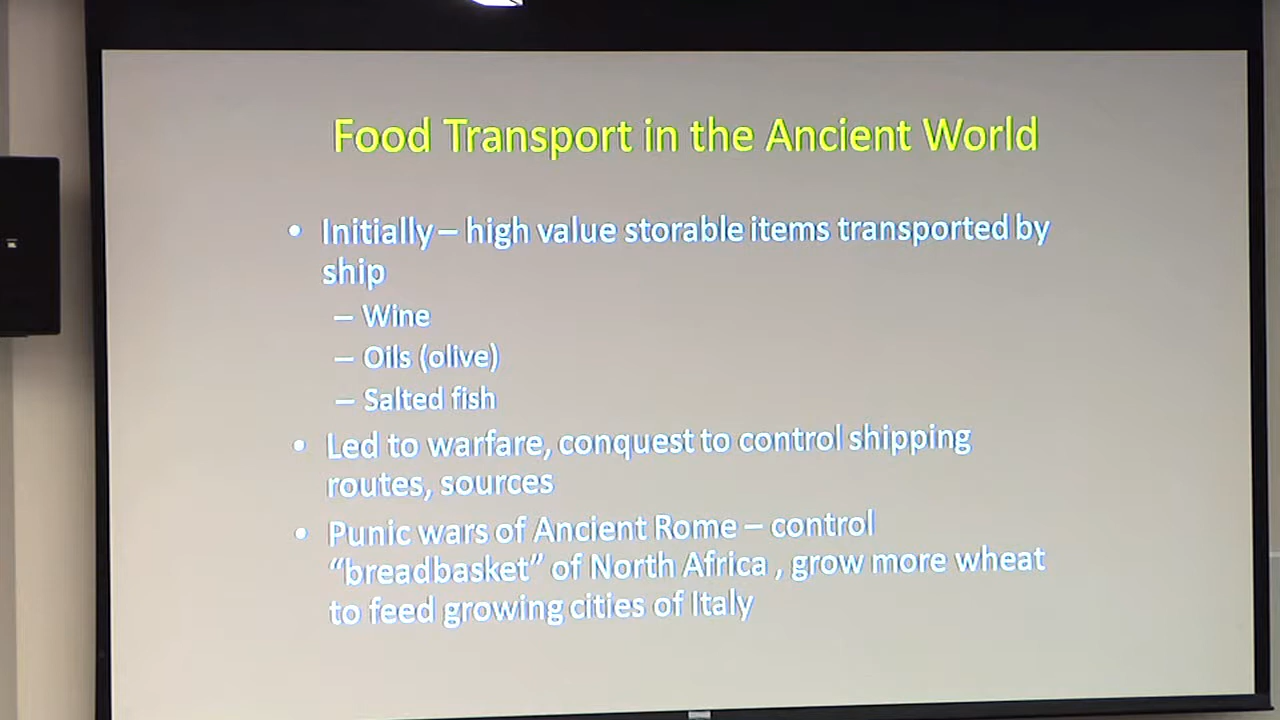 Food Transport in the Ancient World
• Initially – high value storable items transported by
ship
– Wine
– Oils (olive)
– Salted fish
• Led to warfare, conquest to control shipping
routes, sources
• Punic wars of Ancient Rome – control
“breadbasket” of North Africa , grow more wheat
to feed growing cities of Italy